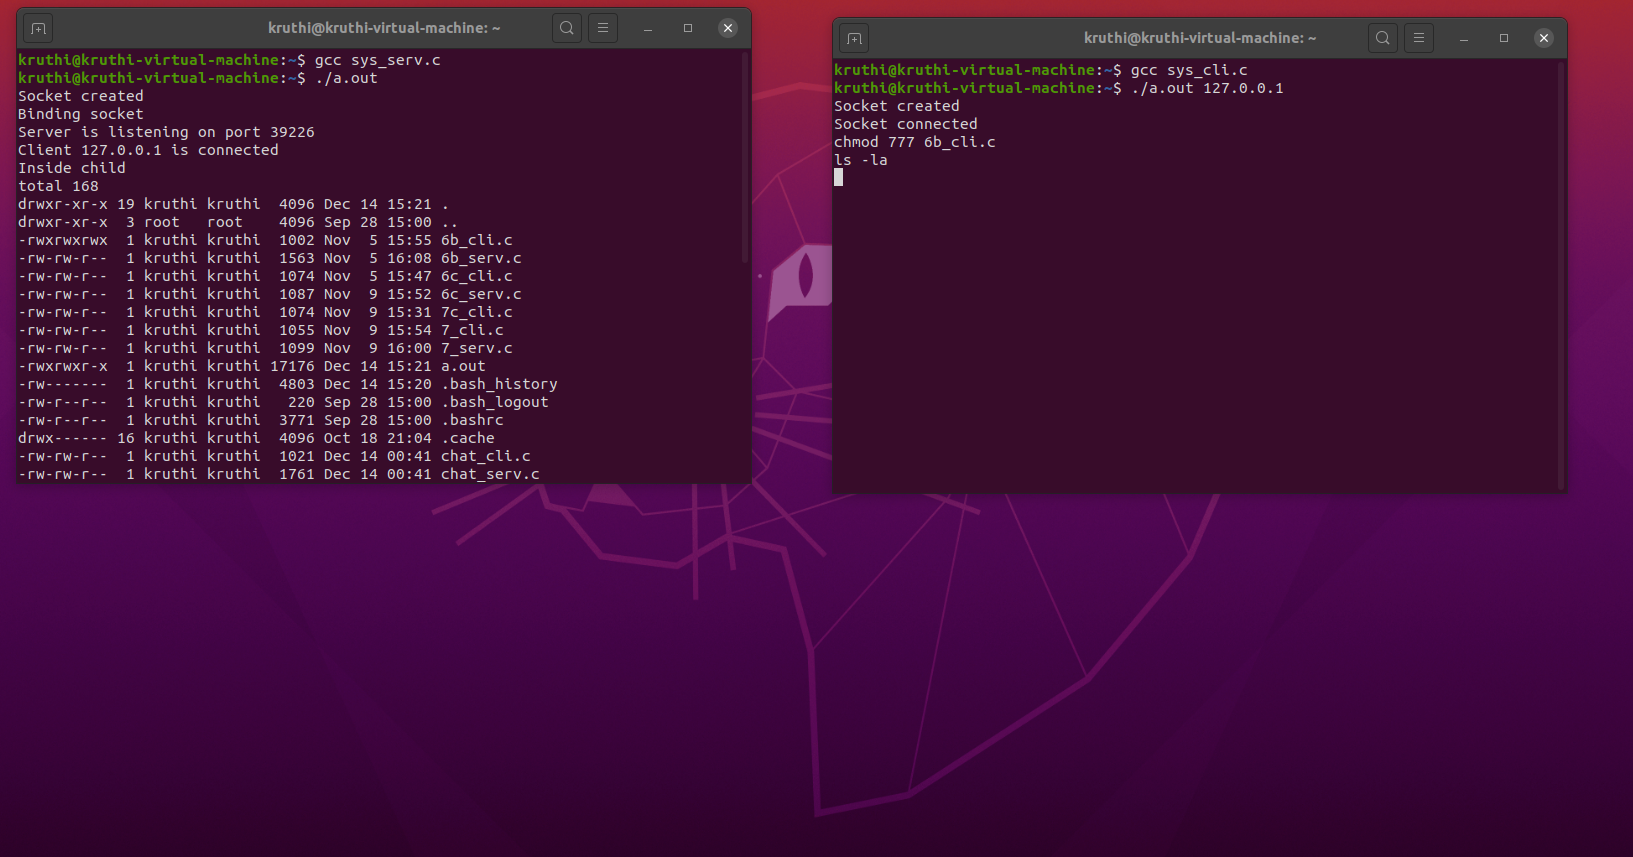 kruthi@kruthi-virtual-machine: ~
kruthi@kruthi-virtual-machine:~$ gcc sys_serv.c
kruthi@kruthi-virtual-machine:~$ ./a.out
Socket created
Binding socket
Server is listening on port 39226
Client 127.0.0.1 is connected
Inside child
total 168
drwxr-xr-x 19 kruthi kruthi  4096 Dec 14 15:21 .
drwxr-xr-x  3 root   root    4096 Sep 28 15:00 ..
-rwxrwxrwx  1 kruthi kruthi  1002 Nov  5 15:55 6b_cli.c
-rw-rw-r--  1 kruthi kruthi  1563 Nov  5 16:08 6b_serv.c
-rw-rw-r--  1 kruthi kruthi  1074 Nov  5 15:47 6c_cli.c
-rw-rw-r--  1 kruthi kruthi  1087 Nov  9 15:52 6c_serv.c
-rw-rw-r--  1 kruthi kruthi  1074 Nov  9 15:31 7c_cli.c
-rw-rw-r--  1 kruthi kruthi  1055 Nov  9 15:54 7_cli.c
-rw-rw-r--  1 kruthi kruthi  1099 Nov  9 16:00 7_serv.c
-rwxrwxr-x  1 kruthi kruthi 17176 Dec 14 15:21 a.out
-rw-------  1 kruthi kruthi  4803 Dec 14 15:20 .bash_history
-rw-r--r--  1 kruthi kruthi   220 Sep 28 15:00 .bash_logout
-rw-r--r--  1 kruthi kruthi  3771 Sep 28 15:00 .bashrc
drwx------ 16 kruthi kruthi  4096 Oct 18 21:04 .cache
-rw-rw-r--  1 kruthi kruthi  1021 Dec 14 00:41 chat_cli.c
-rw-rw-r--  1 kruthi kruthi  1761 Dec 14 00:41 chat_serv.c
kruthi@kruthi-virtual-machine: ~
kruthi@kruthi-virtual-machine:~$ gcc sys_cli.c
kruthi@kruthi-virtual-machine:~$ ./a.out 127.0.0.1
Socket created
Socket connected
chmod 777 6b_cli.c
ls -la